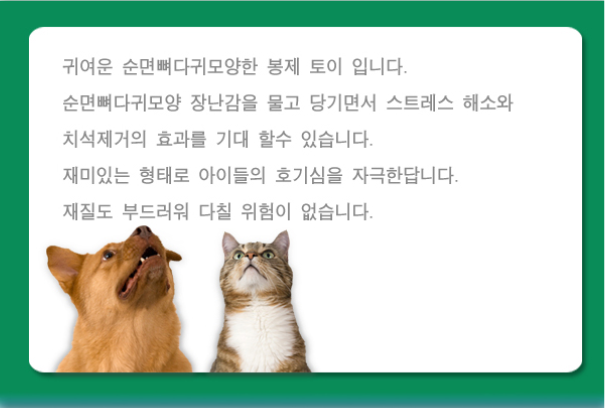 귀여운 순면뼈다귀모양한 봉제 토이 입니다.
순면뼈다귀모양 장난감을 물고 당기면서 스트레스 해소와
치석제거의 효과를 기대 할수 있습니다.
재미있는 형태로 아이들의 호기심을 자극한답니다.
재질도 부드러워 다칠 위험이 없습니다.